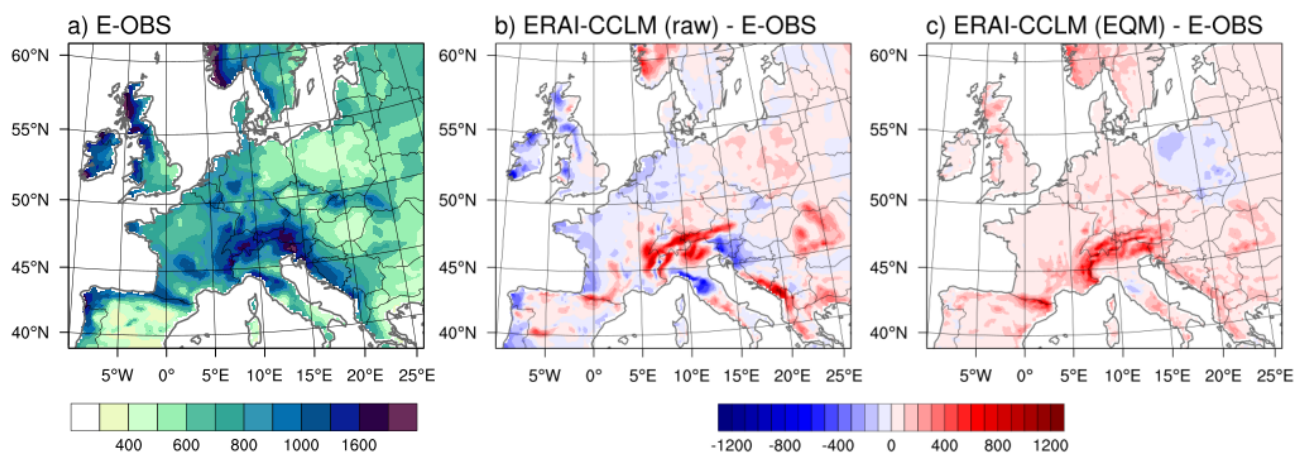 a) E-OBS
b) ERAI-CCLM (raw) - E-OBS
c) ERAI-CCLM (EQM) - E-OBS
60°N
55°N
50°N
45°N
40°N
5°W 0° 5°E 10°E 15°E 20°E 25°E
60°N
55°N
50°N
45°N
40°N
5°W 0° 5°E 10°E 15°E 20°E 25°E
60°N
55°N
50°N
45°N
40°N
5°W 0° 5°E 10°E 15°E 20°E 25°E
400 600 800 1000 1600
-1200 -800 -400 0 400 800 1200